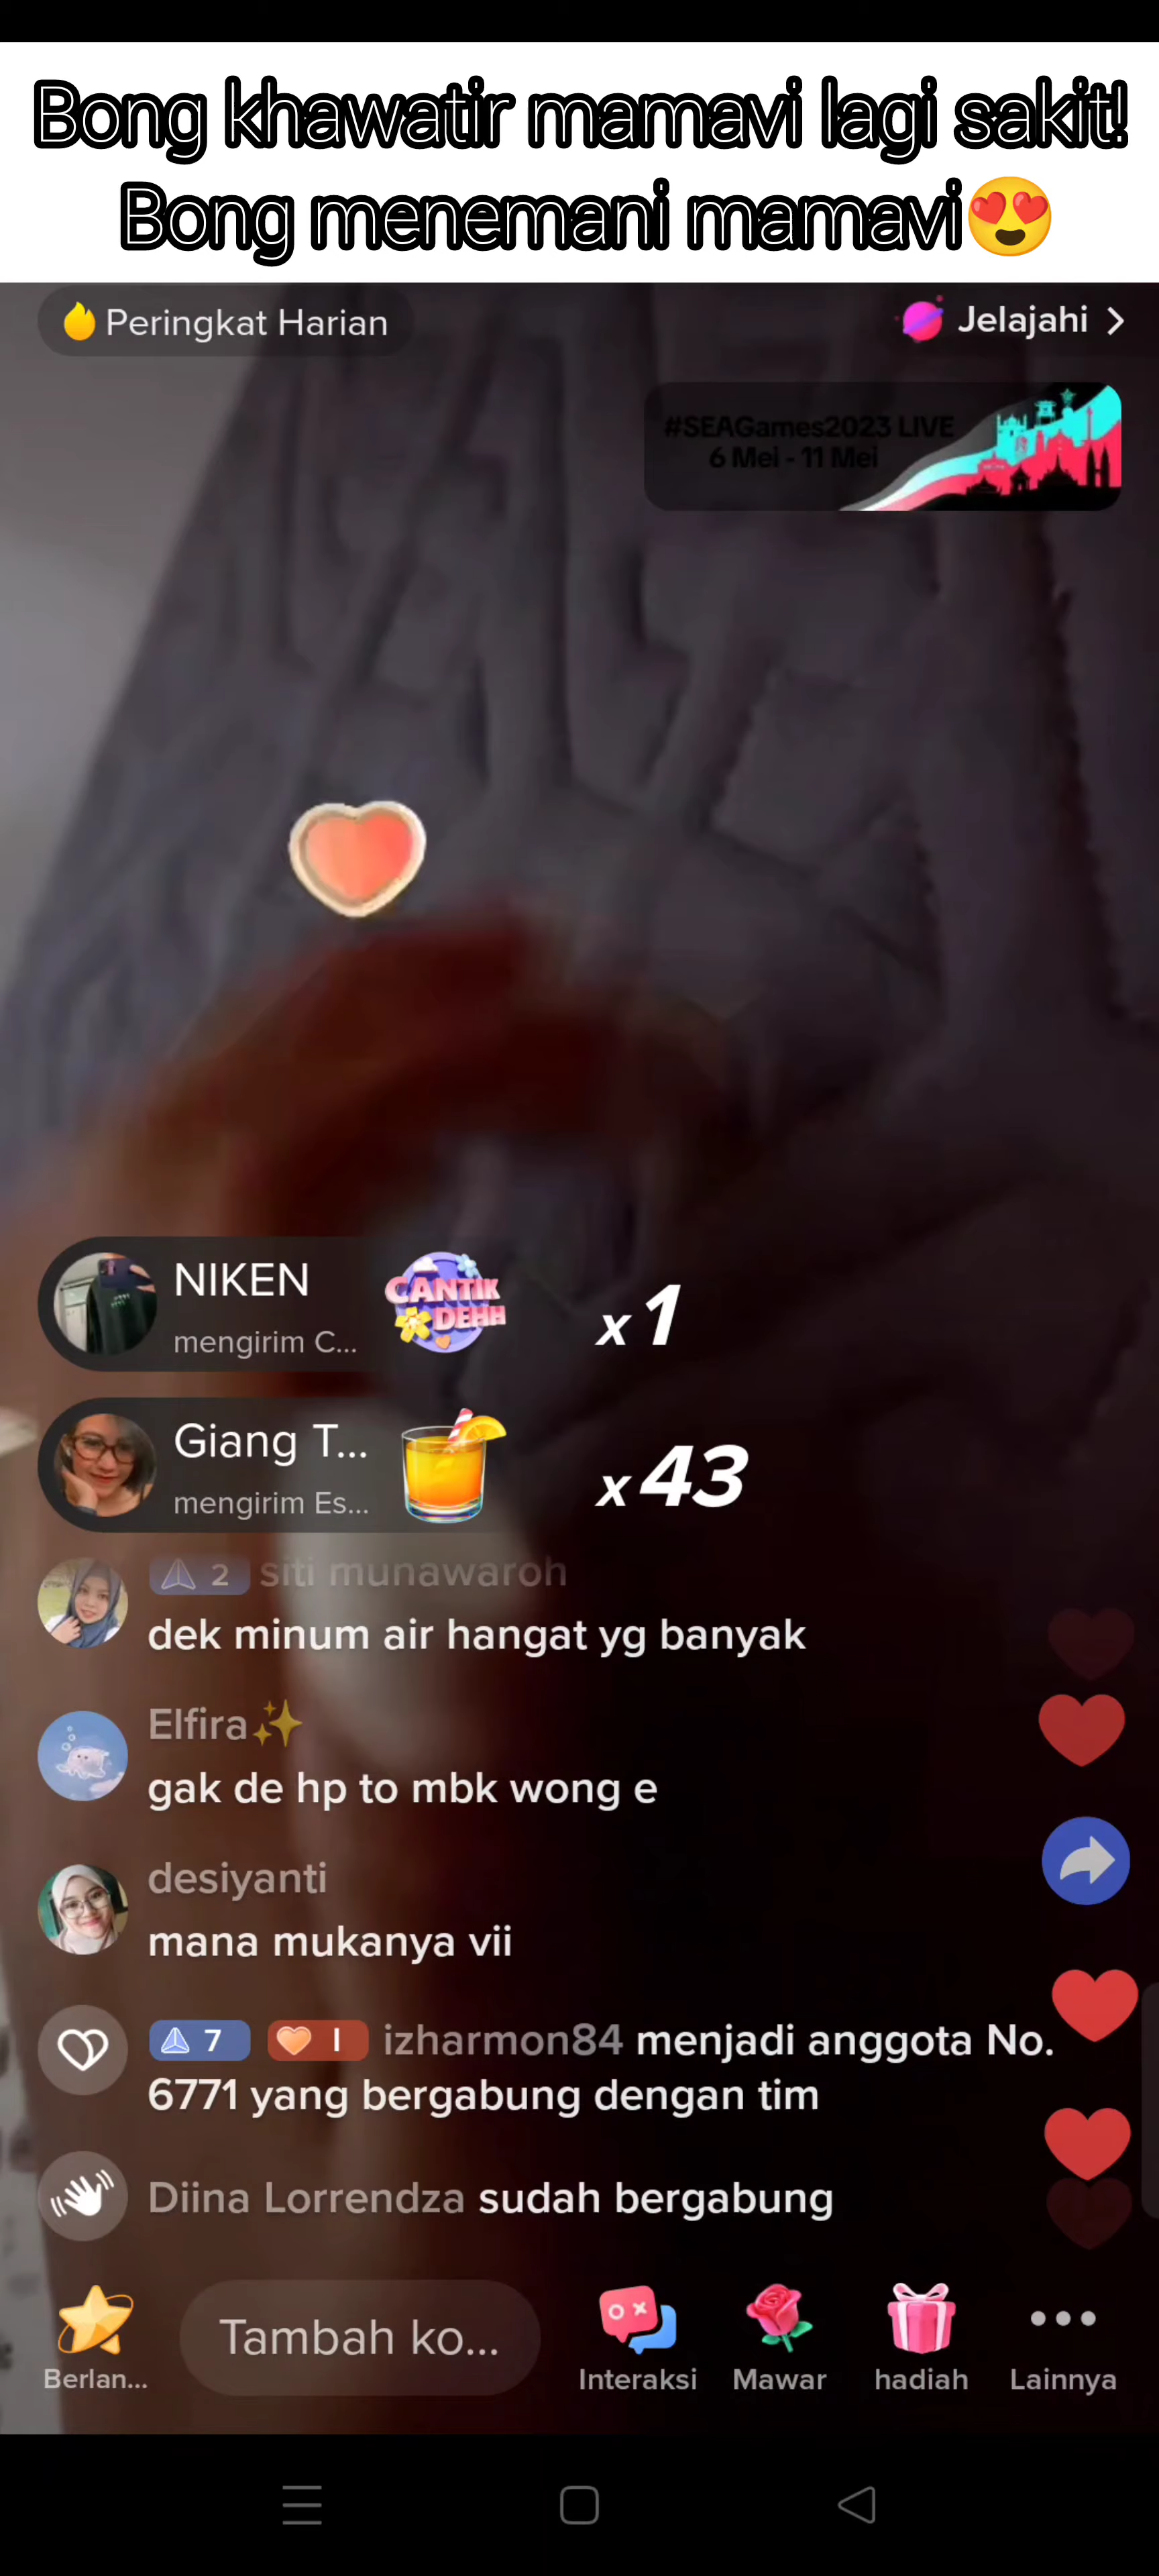 Bong khawatir mamavi lagi sakit!
Bong menemani mamavi😍
Peringkat Harian
Jelajahi >
#SEAGames2023 LIVE
6 Mei - 11 Mei
NIKEN
mengirim C...
CANTIK
DEHH
x 1
Giang T...
mengirim Es...
x 43
2 siti munawaroh
dek minum air hangat yg banyak
Elfira✨
gak de hp to mbk wong e
desiyanti
mana mukanya vii
7 I izharmon84 menjadi anggota No.
6771 yang bergabung dengan tim
Diina Lorrendza sudah bergabung
Tambah ko...
Berlan...
Interaksi
Mawar
hadiah
Lainnya